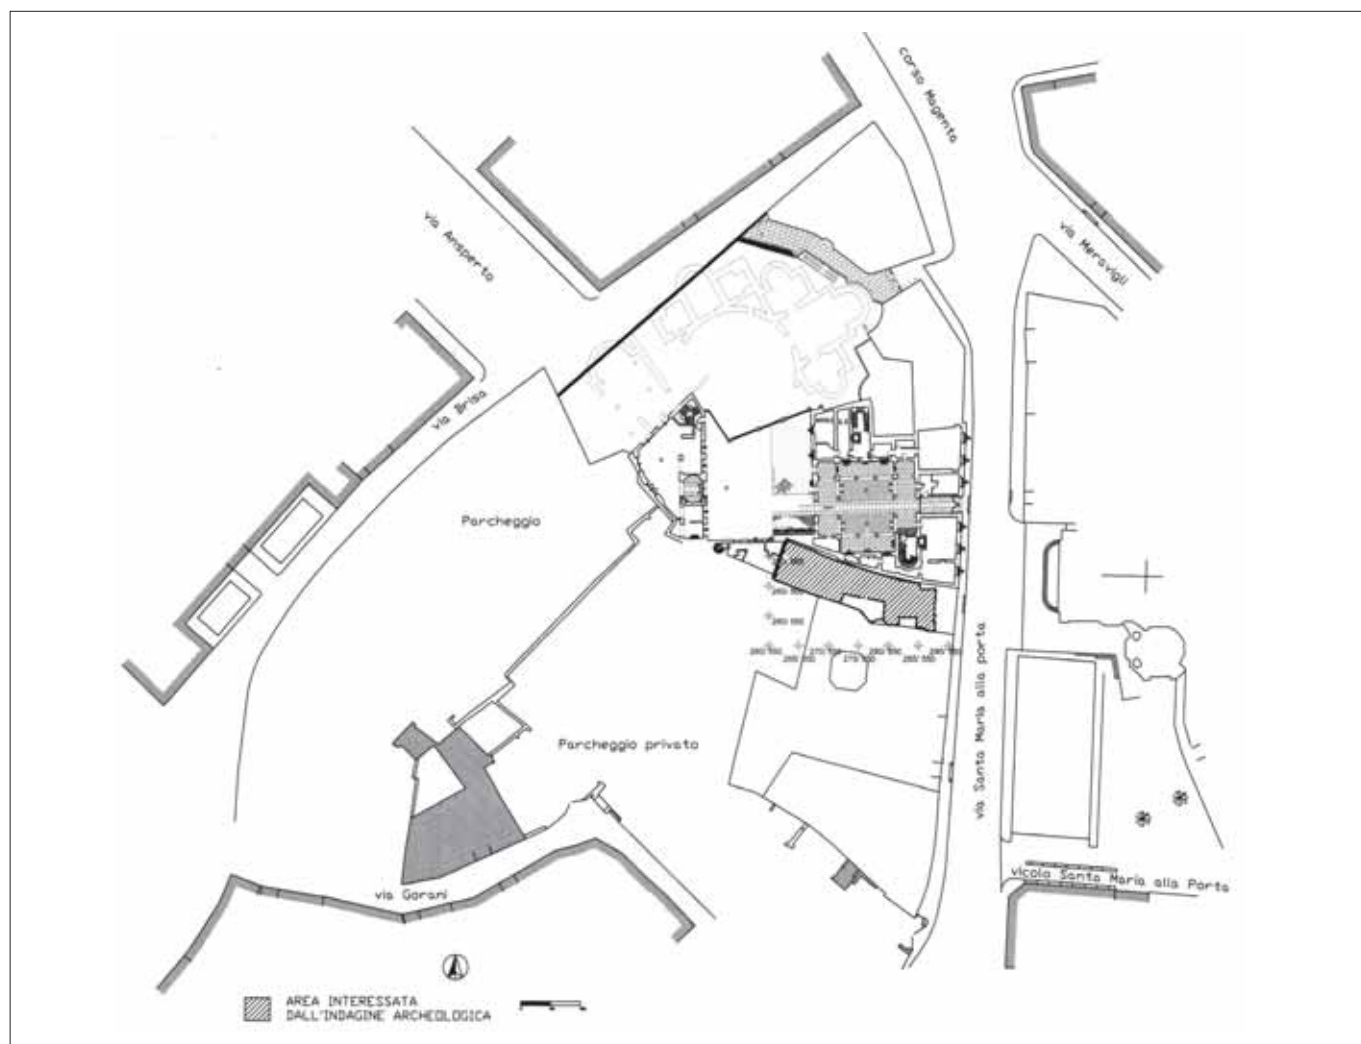 corso Magenta
via Meravigli
via Ansperto
via Brisa
Parcheggio
Parcheggio privato
via Santa Maria alla porta
vicolo Santa Maria alla Porta
via Gorani
AREA INTERESSATA
DALL'INDAGINE ARCHEOLOGICA